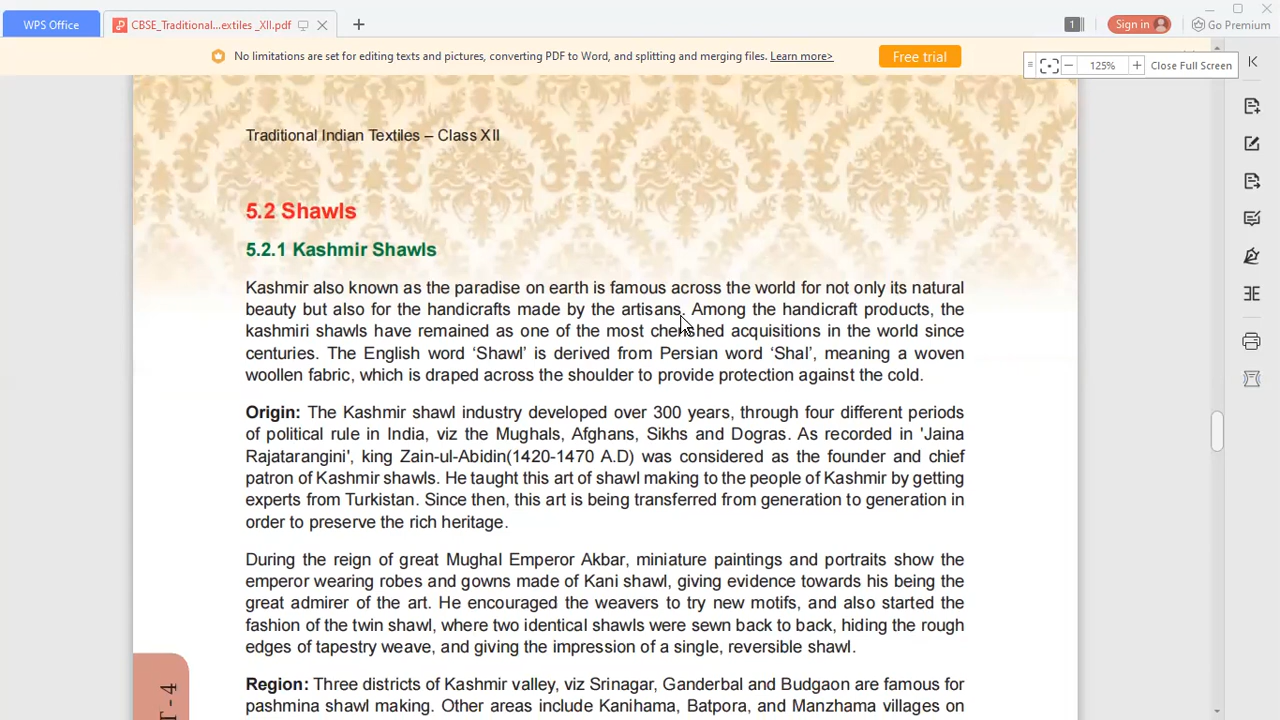 WPS Office
CBSE_Traditional...extiles _XII.pdf
1
Sign in
Go Premium
No limitations are set for editing texts and pictures, converting PDF to Word, and splitting and merging files. Learn more>
Free trial
125%
Close Full Screen
Traditional Indian Textiles – Class XII
5.2 Shawls
5.2.1 Kashmir Shawls
Kashmir also known as the paradise on earth is famous across the world for not only its natural
beauty but also for the handicrafts made by the artisans. Among the handicraft products, the
kashmiri shawls have remained as one of the most cherished acquisitions in the world since
centuries. The English word ‘Shawl’ is derived from Persian word ‘Shal’, meaning a woven
woollen fabric, which is draped across the shoulder to provide protection against the cold.
Origin: The Kashmir shawl industry developed over 300 years, through four different periods
of political rule in India, viz the Mughals, Afghans, Sikhs and Dogras. As recorded in 'Jaina
Rajatarangini', king Zain-ul-Abidin(1420-1470 A.D) was considered as the founder and chief
patron of Kashmir shawls. He taught this art of shawl making to the people of Kashmir by getting
experts from Turkistan. Since then, this art is being transferred from generation to generation in
order to preserve the rich heritage.
During the reign of great Mughal Emperor Akbar, miniature paintings and portraits show the
emperor wearing robes and gowns made of Kani shawl, giving evidence towards his being the
great admirer of the art. He encouraged the weavers to try new motifs, and also started the
fashion of the twin shawl, where two identical shawls were sewn back to back, hiding the rough
edges of tapestry weave, and giving the impression of a single, reversible shawl.
Region: Three districts of Kashmir valley, viz Srinagar, Ganderbal and Budgaon are famous for
pashmina shawl making. Other areas include Kanihama, Batpora, and Manzhama villages on
T - 4